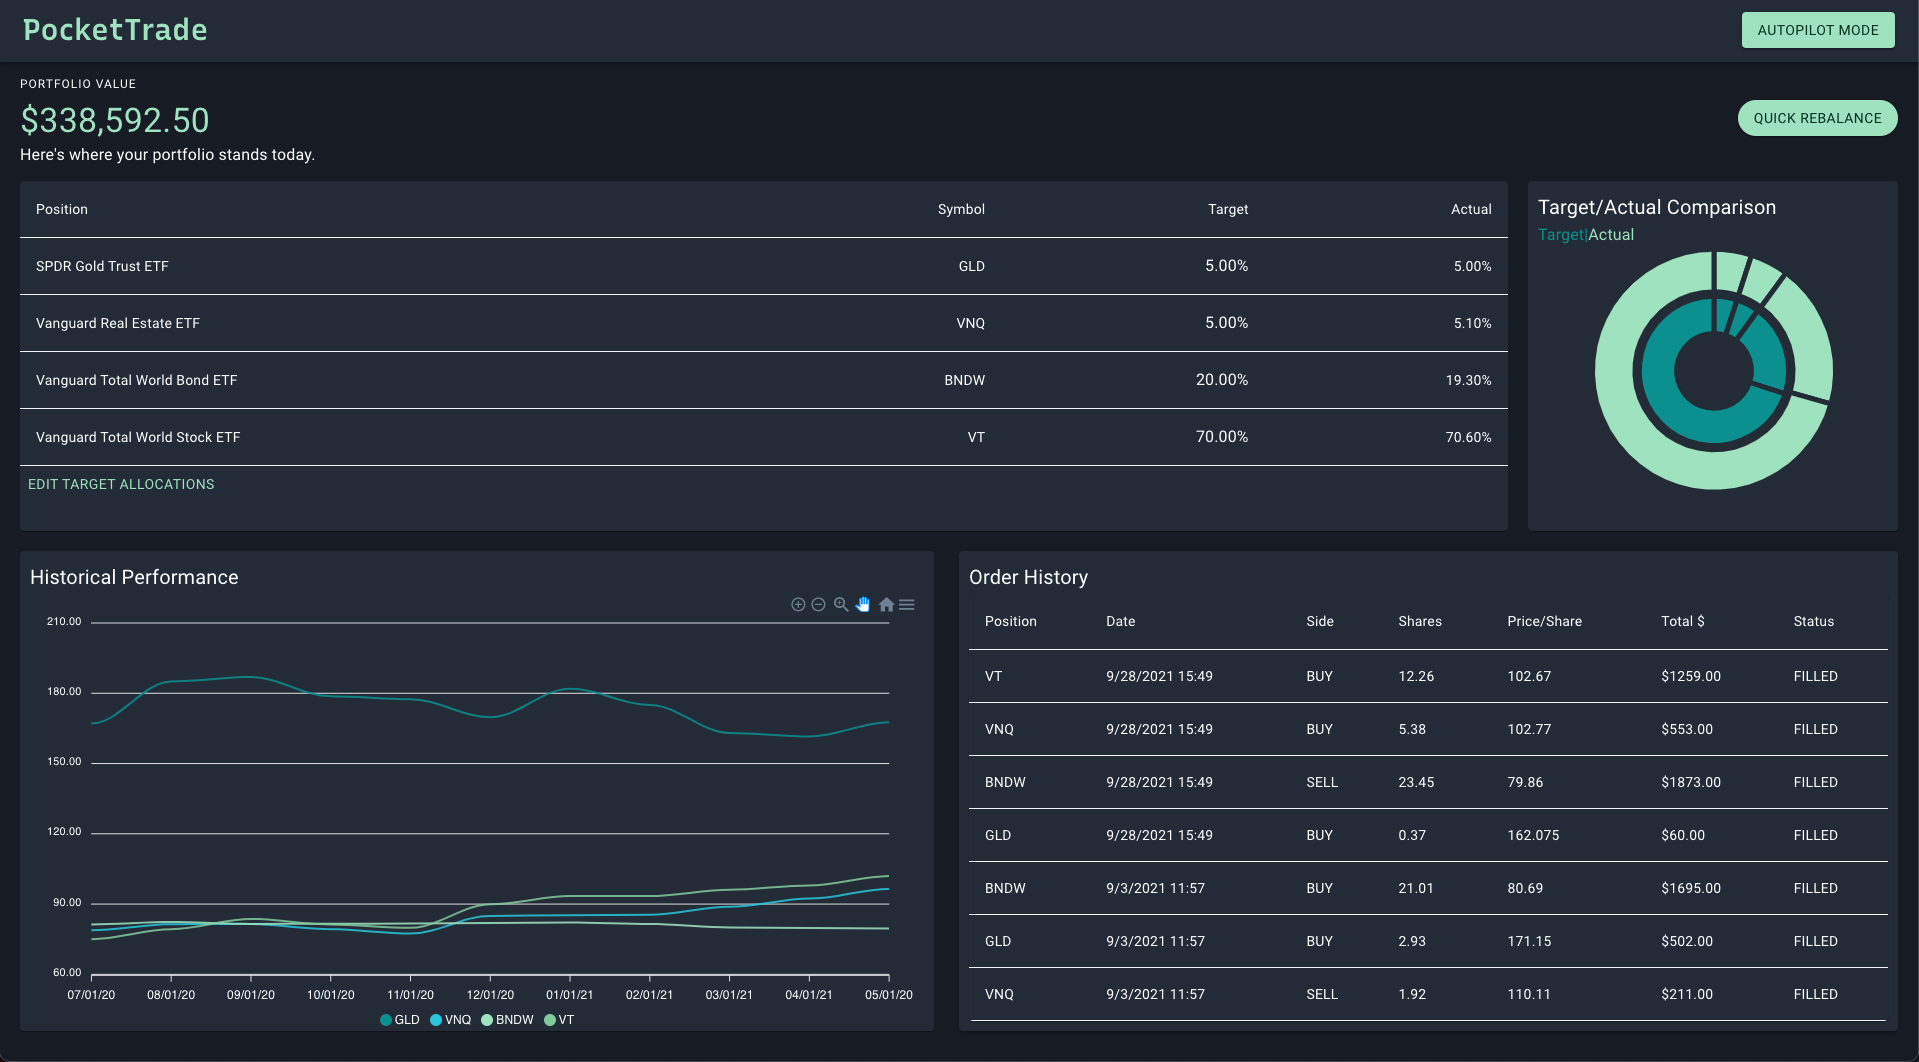 PocketTrade
AUTOPILOT MODE
PORTFOLIO VALUE
$338,592.50
Here's where your portfolio stands today.
QUICK REBALANCE
Position Symbol Target Actual
SPDR Gold Trust ETF GLD 5.00% 5.00%
Vanguard Real Estate ETF VNQ 5.00% 5.10%
Vanguard Total World Bond ETF BNDW 20.00% 19.30%
Vanguard Total World Stock ETF VT 70.00% 70.60%
EDIT TARGET ALLOCATIONS
Target/Actual Comparison
Target|Actual
Historical Performance
210.00
180.00
150.00
120.00
90.00
60.00
07/01/20 08/01/20 09/01/20 10/01/20 11/01/20 12/01/20 01/01/21 02/01/21 03/01/21 04/01/21 05/01/20
GLD VNQ BNDW VT
Order History
Position Date Side Shares Price/Share Total $ Status
VT 9/28/2021 15:49 BUY 12.26 102.67 $1259.00 FILLED
VNQ 9/28/2021 15:49 BUY 5.38 102.77 $553.00 FILLED
BNDW 9/28/2021 15:49 SELL 23.45 79.86 $1873.00 FILLED
GLD 9/28/2021 15:49 BUY 0.37 162.075 $60.00 FILLED
BNDW 9/3/2021 11:57 BUY 21.01 80.69 $1695.00 FILLED
GLD 9/3/2021 11:57 BUY 2.93 171.15 $502.00 FILLED
VNQ 9/3/2021 11:57 SELL 1.92 110.11 $211.00 FILLED